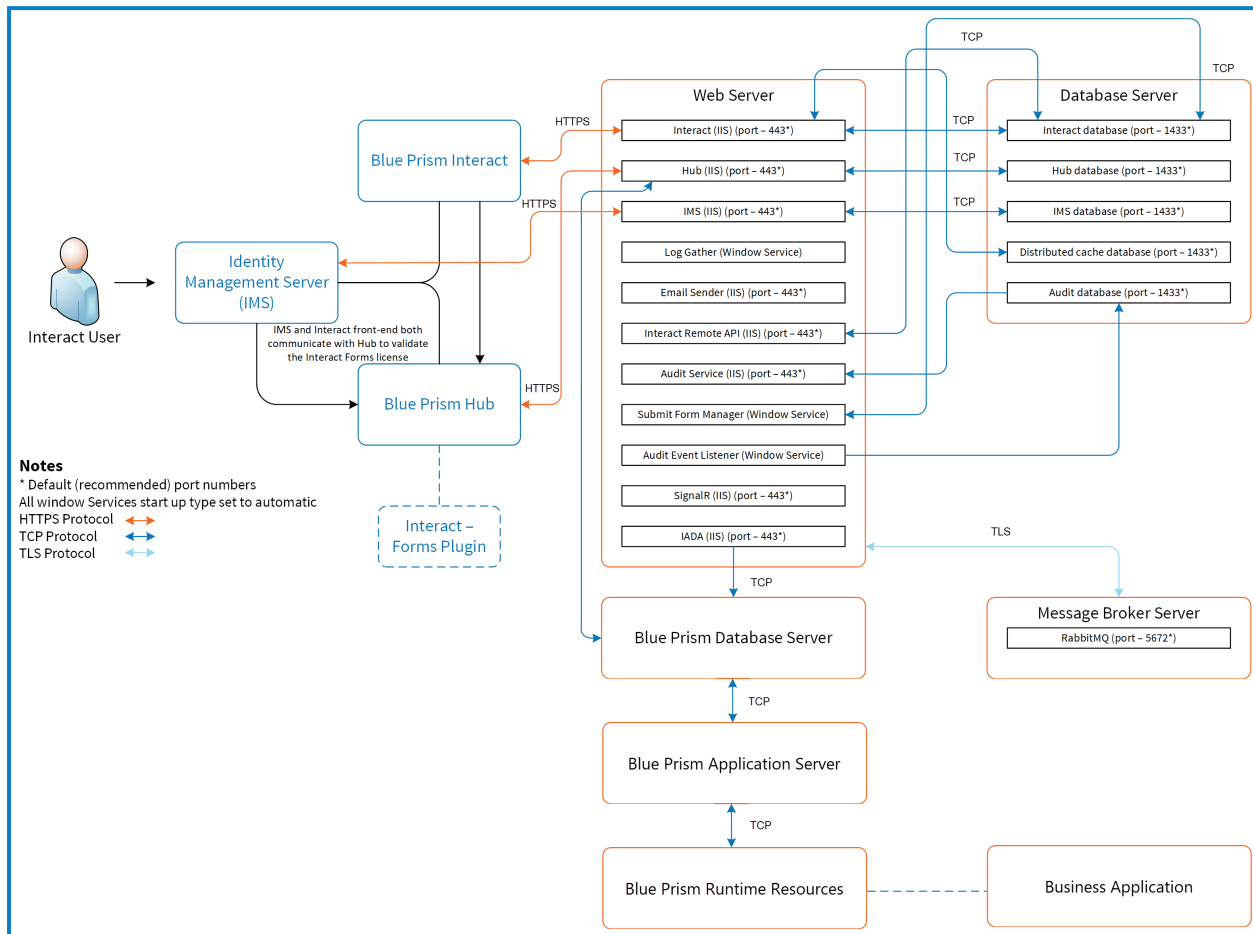 TCP
TCP
Web Server
Database Server
HTTPS
Interact (IIS) (port – 443*)
TCP
Interact database (port – 1433*)
Blue Prism Interact
Hub (IIS) (port – 443*)
TCP
Hub database (port – 1433*)
HTTPS
IMS (IIS) (port – 443*)
TCP
IMS database (port – 1433*)
Identity
Management Server
(IMS)
Log Gather (Window Service)
Distributed cache database (port – 1433*)
Email Sender (IIS) (port – 443*)
Audit database (port – 1433*)
Interact User
IMS and Interact front-end both
communicate with Hub to validate
the Interact Forms license
Interact Remote API (IIS) (port – 443*)
Audit Service (IIS) (port – 443*)
HTTPS
Blue Prism Hub
Submit Form Manager (Window Service)
Audit Event Listener (Window Service)
Notes
* Default (recommended) port numbers
All window Services start up type set to automatic
HTTPS Protocol
TCP Protocol
TLS Protocol
Interact –
Forms Plugin
SignalR (IIS) (port – 443*)
IADA (IIS) (port – 443*)
TLS
TCP
Blue Prism Database Server
Message Broker Server
RabbitMQ (port – 5672*)
TCP
Blue Prism Application Server
TCP
Blue Prism Runtime Resources
Business Application